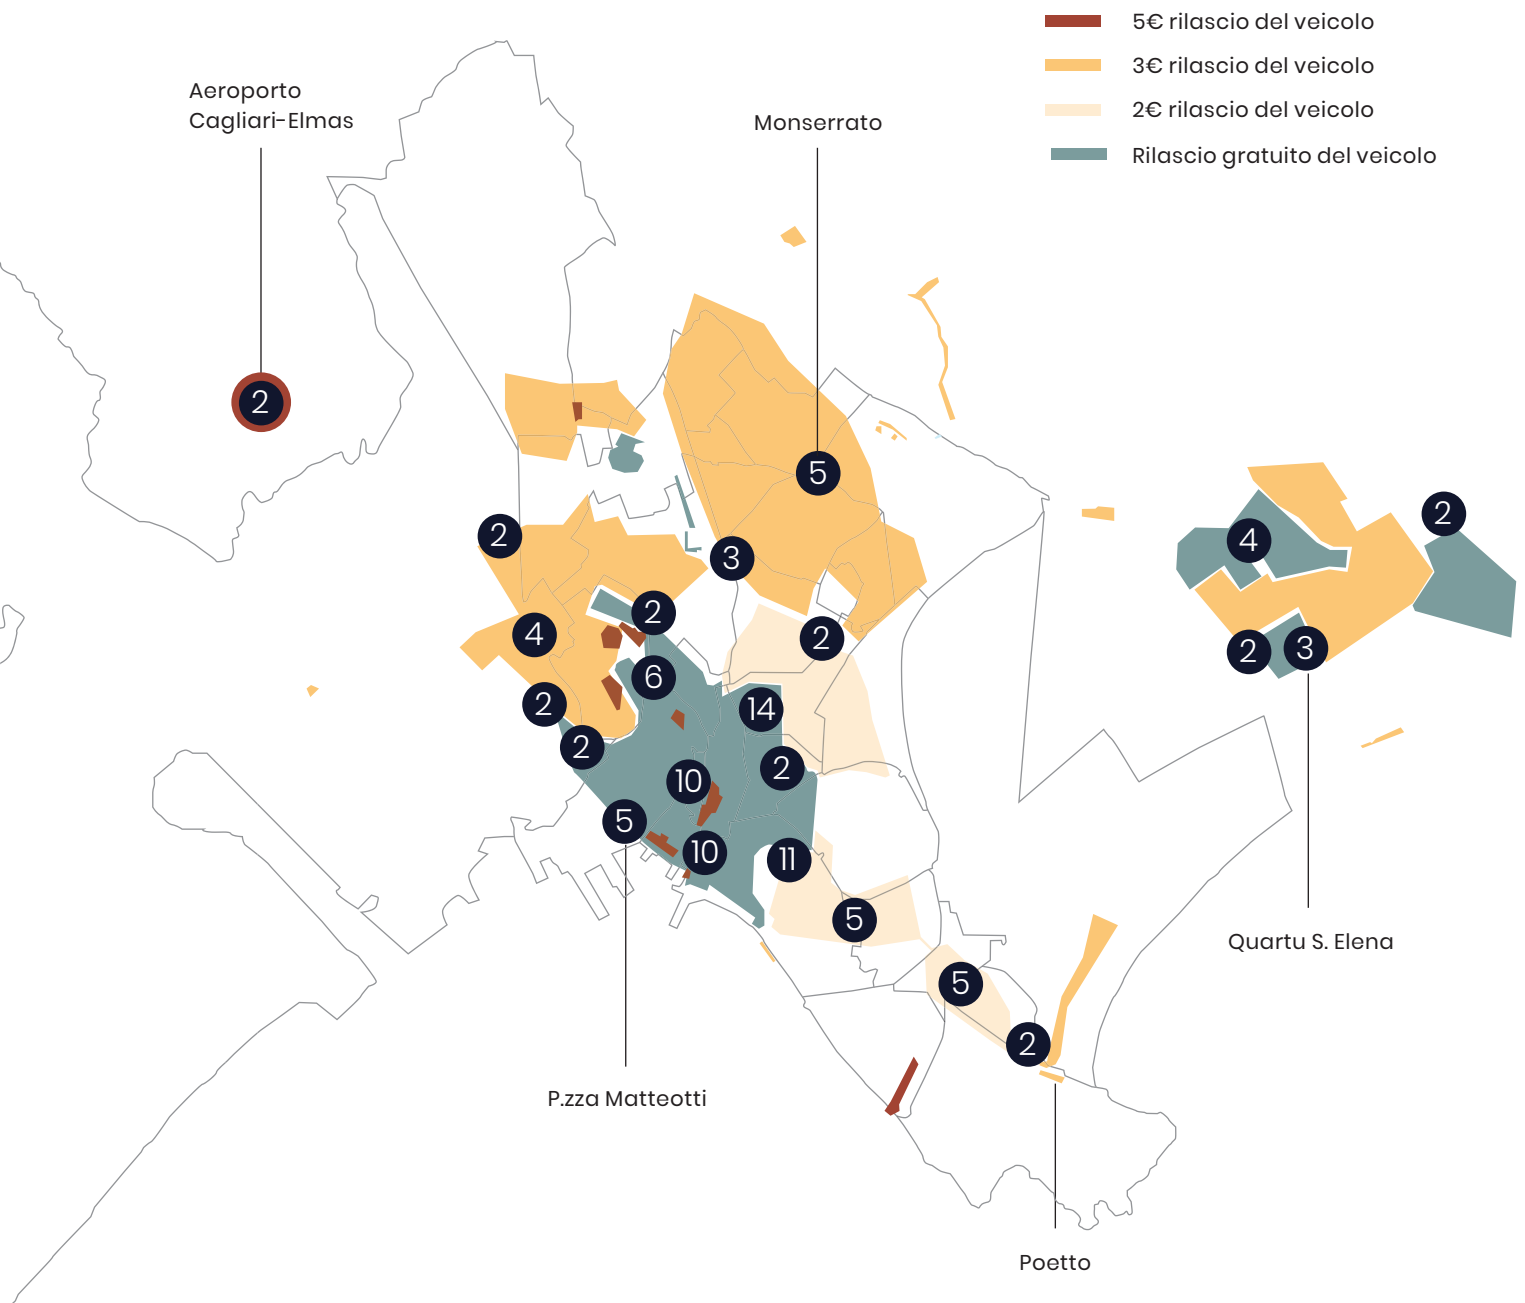 5€ rilascio del veicolo
3€ rilascio del veicolo
2€ rilascio del veicolo
Rilascio gratuito del veicolo
Aeroporto
Cagliari-Elmas
Monserrato
2
5
2
4
2
3
2
4
2
2
3
6
2
14
2
2
10
5
10
11
5
Quartu S. Elena
5
2
P.zza Matteotti
Poetto